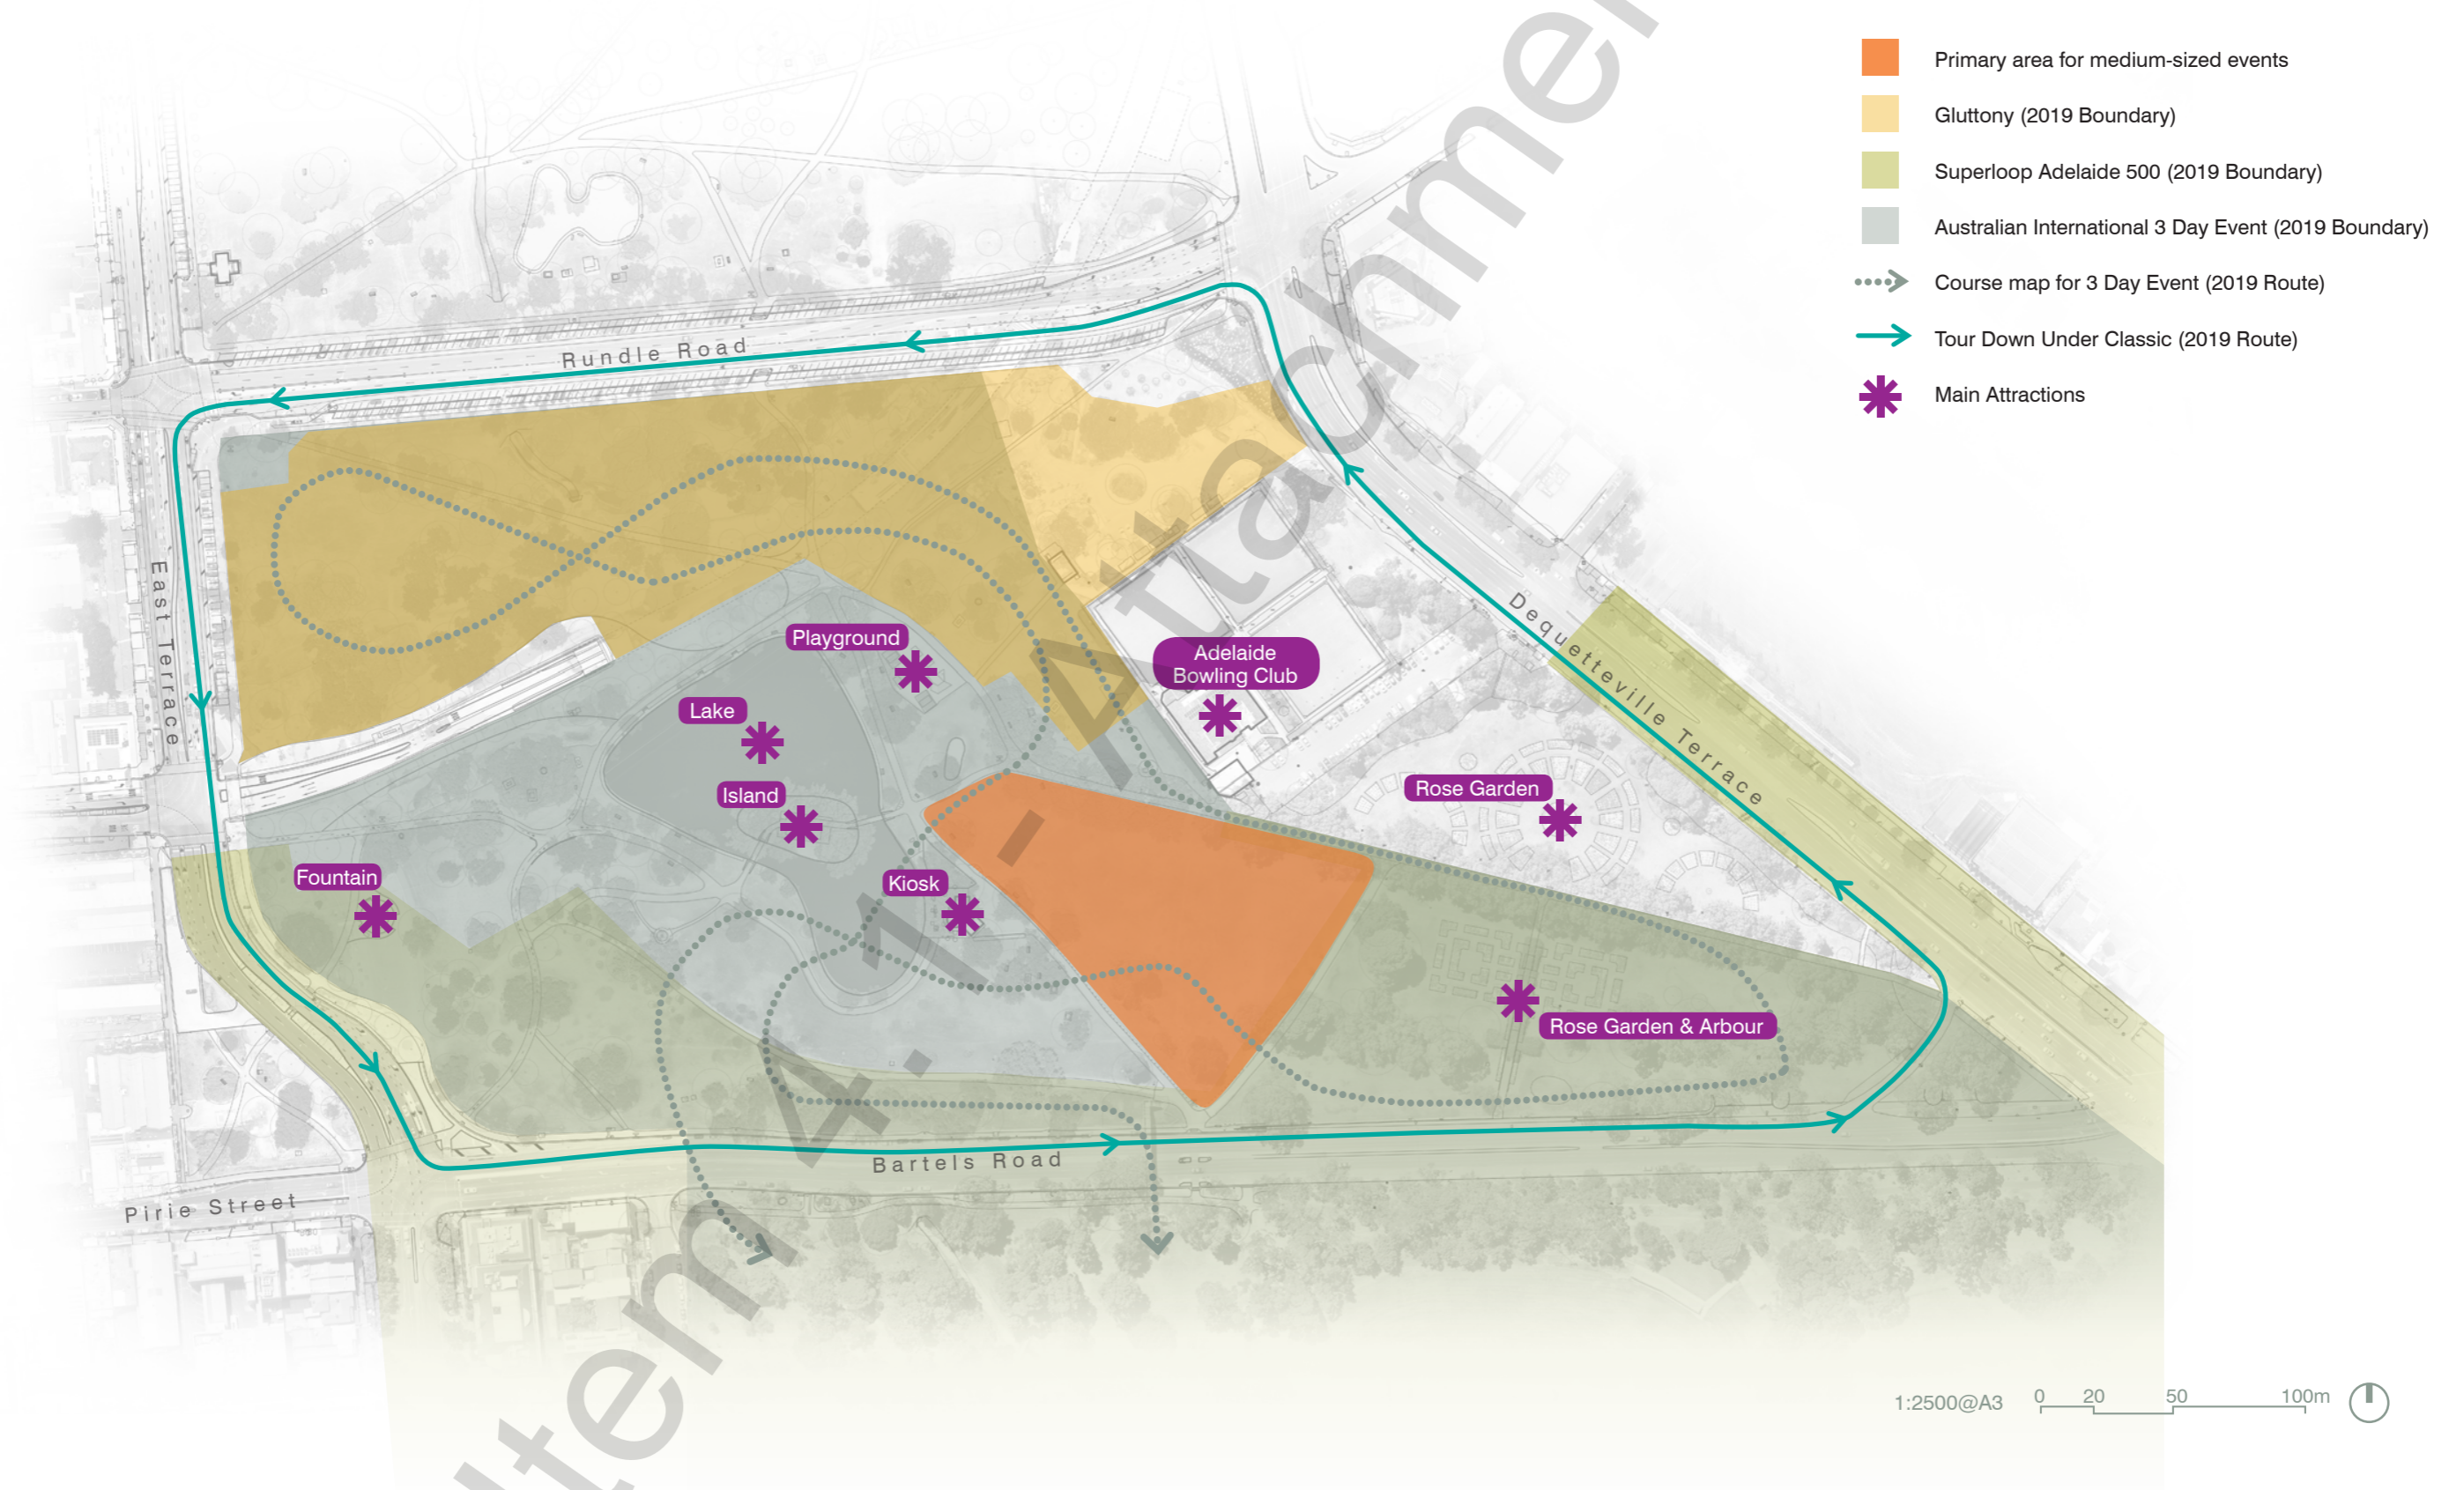 Primary area for medium-sized events
Gluttony (2019 Boundary)
Superloop Adelaide 500 (2019 Boundary)
Australian International 3 Day Event (2019 Boundary)
Course map for 3 Day Event (2019 Route)
Tour Down Under Classic (2019 Route)
Main Attractions
Rundle Road
East Terrace
Dequetteville Terrace
Playground
Adelaide
Bowling Club
Lake
Island
Rose Garden
Fountain
Kiosk
Rose Garden & Arbour
Bartels Road
Pirie Street
Item 4.1 - Attachme
1:2500@A3
0 20 50 100m